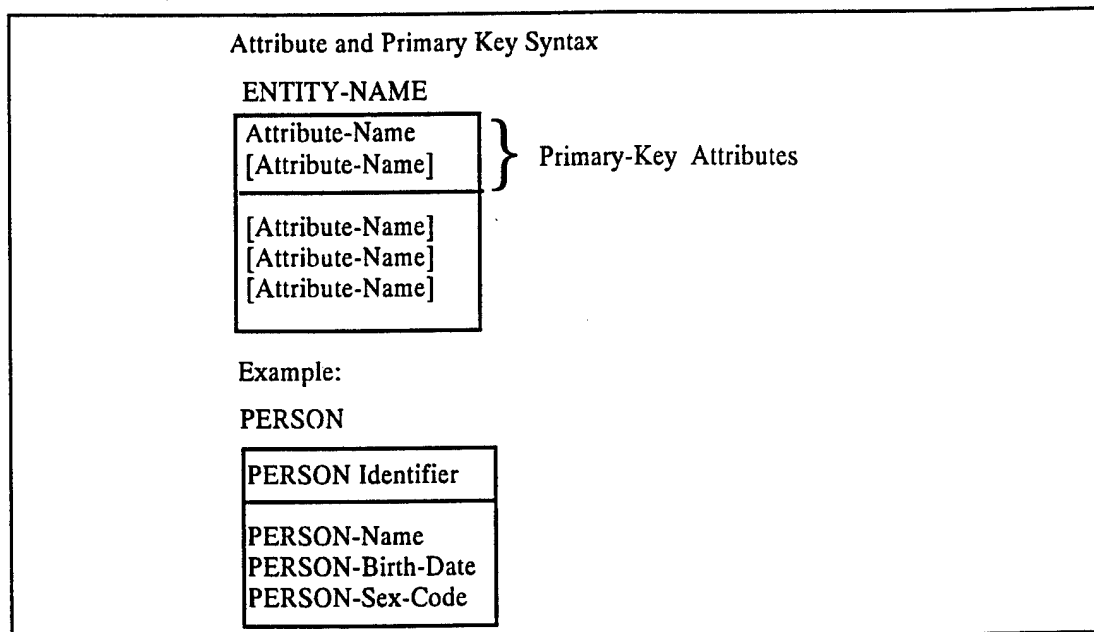 Attribute and Primary Key Syntax
ENTITY-NAME
Attribute-Name
[Attribute-Name]
Primary-Key Attributes
[Attribute-Name]
[Attribute-Name]
[Attribute-Name]
Example:
PERSON
PERSON Identifier
PERSON-Name
PERSON-Birth-Date
PERSON-Sex-Code